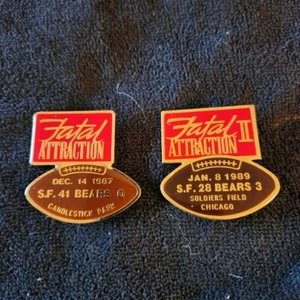 Fatal
ATTRACTION
DEC. 14 1987
S.F. 41 BEARS 0
CANDLESTICK PARK
Fatal
ATTRACTION II
JAN. 8 1989
S.F. 28 BEARS 3
SOLDIERS FIELD
CHICAGO